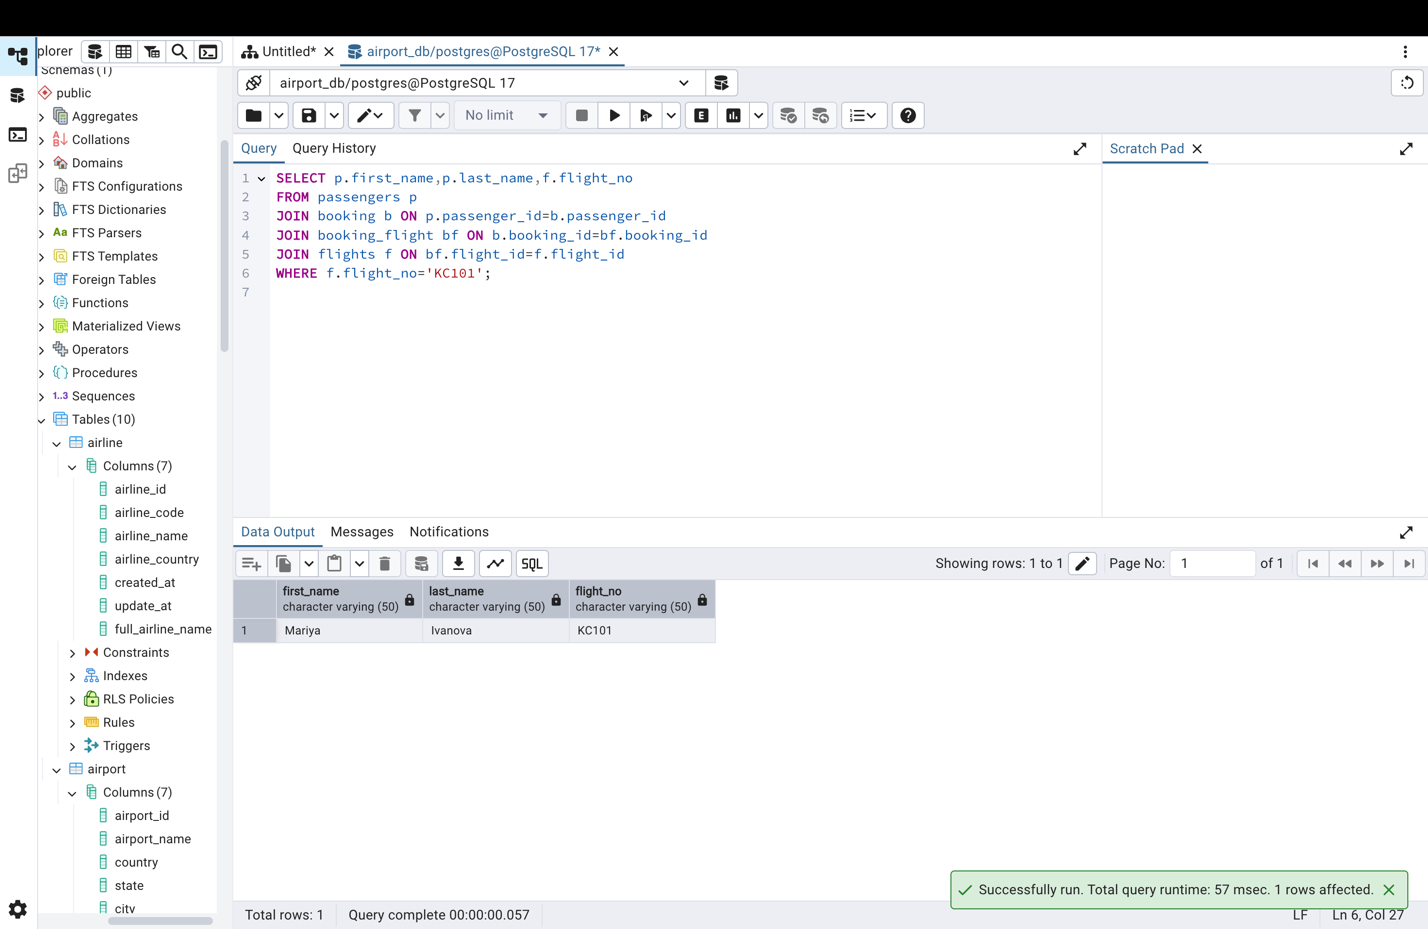 plorer
Untitled*
airport_db/postgres@PostgreSQL 17*
Schemas (1)
public
Aggregates
Collations
Domains
FTS Configurations
FTS Dictionaries
Aa FTS Parsers
FTS Templates
Foreign Tables
Functions
Materialized Views
Operators
Procedures
1..3 Sequences
Tables (10)
airline
Columns (7)
airline_id
airline_code
airline_name
airline_country
created_at
update_at
full_airline_name
Constraints
Indexes
RLS Policies
Rules
Triggers
airport
Columns (7)
airport_id
airport_name
country
state
city
airport_db/postgres@PostgreSQL 17
No limit
E
Query
Query History
Scratch Pad
1 SELECT p.first_name,p.last_name,f.flight_no
2 FROM passengers p
3 JOIN booking b ON p.passenger_id=b.passenger_id
4 JOIN booking_flight bf ON b.booking_id=bf.booking_id
5 JOIN flights f ON bf.flight_id=f.flight_id
6 WHERE f.flight_no='KC101';
7
Data Output
Messages
Notifications
SQL
Showing rows: 1 to 1
Page No: 1 of 1
first_name
character varying (50)
last_name
character varying (50)
flight_no
character varying (50)
1 Mariya Ivanova KC101
Successfully run. Total query runtime: 57 msec. 1 rows affected.
Total rows: 1
Query complete 00:00:00.057
LF
Ln 6, Col 27